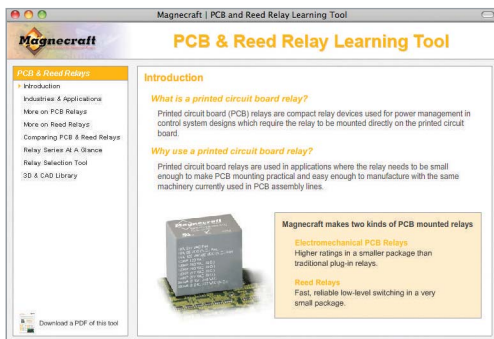 Magnecraft | PCB and Reed Relay Learning Tool
Magnecraft
PCB & Reed Relay Learning Tool
PCB & Reed Relays
Introduction
Industries & Applications
More on PCB Relays
More on Reed Relays
Comparing PCB & Reed Relays
Relay Series At A Glance
Relay Selection Tool
3D & CAD Library
Download a PDF of this tool
Introduction
What is a printed circuit board relay?
Printed circuit board (PCB) relays are compact relay devices used for power management in
control system designs which require the relay to be mounted directly on the printed circuit
board.
Why use a printed circuit board relay?
Printed circuit board relays are used in applications where the relay needs to be small
enough to make PCB mounting practical and easy enough to manufacture with the same
machinery currently used in PCB assembly lines.
Magnecraft
Magnecraft makes two kinds of PCB mounted relays
Electromechanical PCB Relays
Higher ratings in a smaller package than
traditional plug-in relays.
Reed Relays
Fast, reliable low-level switching in a very
small package.